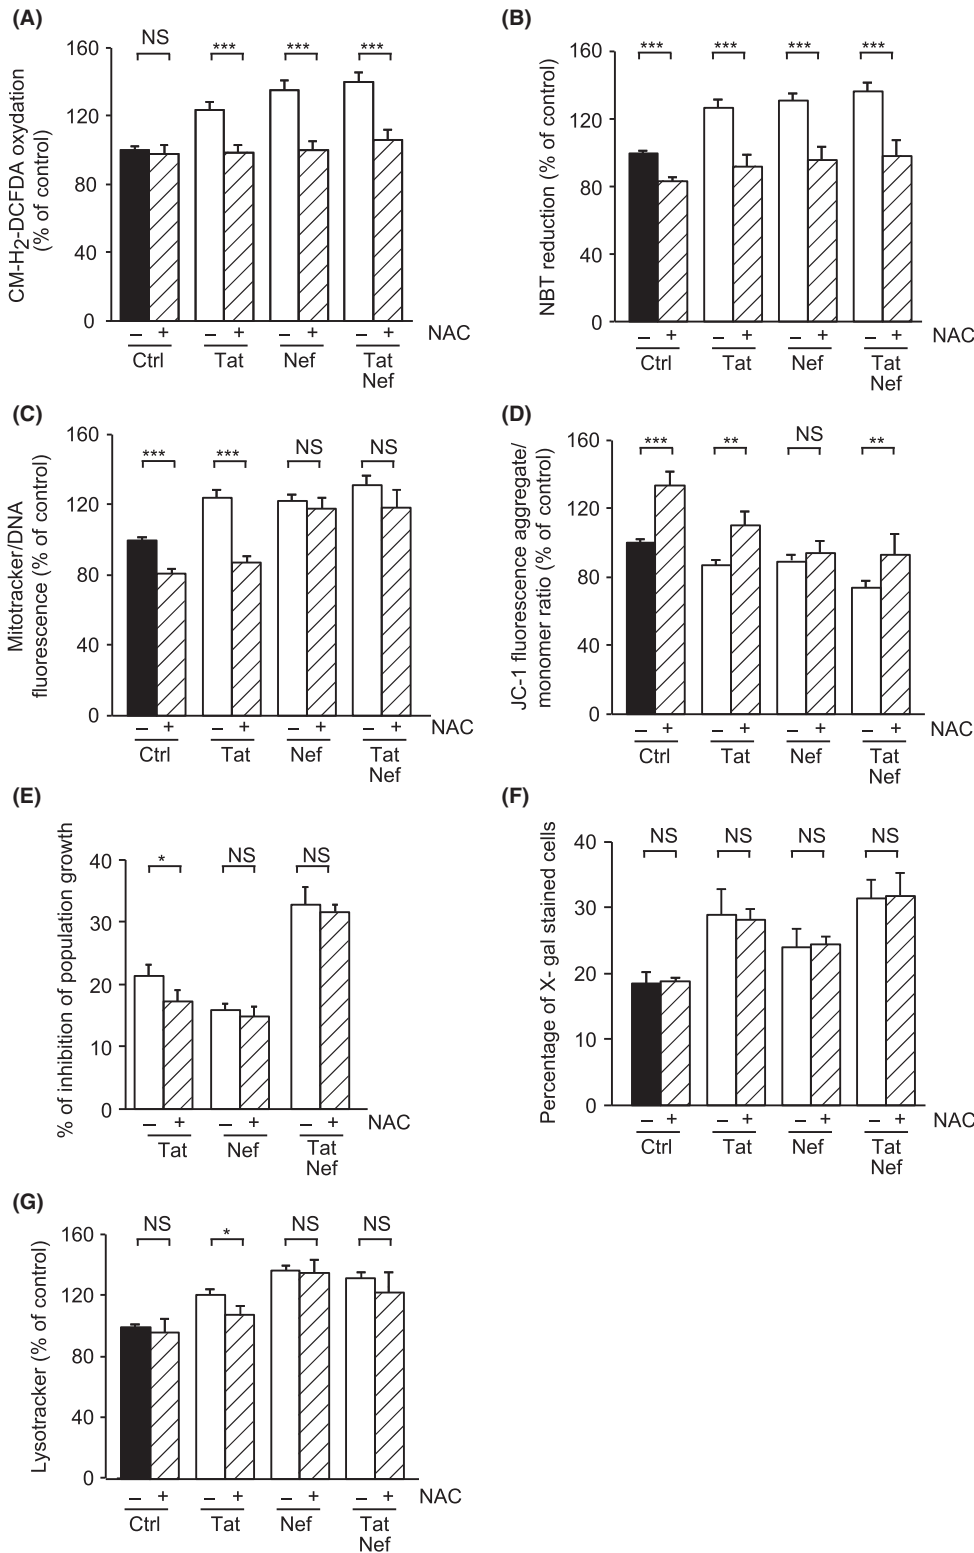 (A)
CM-H2-DCFDA oxydation
(% of control)
160
120
80
40
0
NS
***
***
***
– + – + – + – + NAC
Ctrl Tat Nef Tat
Nef
(B)
NBT reduction (% of control)
160
120
80
40
0
***
***
***
***
– + – + – + – + NAC
Ctrl Tat Nef Tat
Nef
(C)
Mitotracker/DNA
fluorescence (% of control)
160
120
80
40
0
***
***
NS
NS
– + – + – + – + NAC
Ctrl Tat Nef Tat
Nef
(D)
JC-1 fluorescence aggregate/
monomer ratio (% of control)
160
120
80
40
0
***
**
NS
**
– + – + – + – + NAC
Ctrl Tat Nef Tat
Nef
(E)
% of inhibition of population growth
40
30
20
10
0
*
NS
NS
– + – + – + NAC
Tat Nef Tat
Nef
(F)
Percentage of X- gal stained cells
40
30
20
10
0
NS
NS
NS
NS
– + – + – + – + NAC
Ctrl Tat Nef Tat
Nef
(G)
Lysotracker (% of control)
160
120
80
40
0
NS
*
NS
NS
– + – + – + – + NAC
Ctrl Tat Nef Tat
Nef